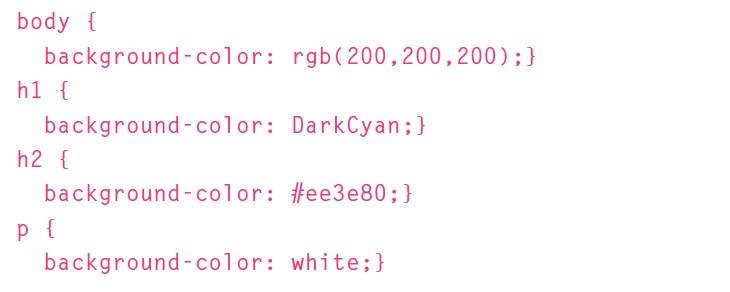 body {
  background-color: rgb(200,200,200);}
h1 {
  background-color: DarkCyan;}
h2 {
  background-color: #ee3e80;}
p {
  background-color: white;}